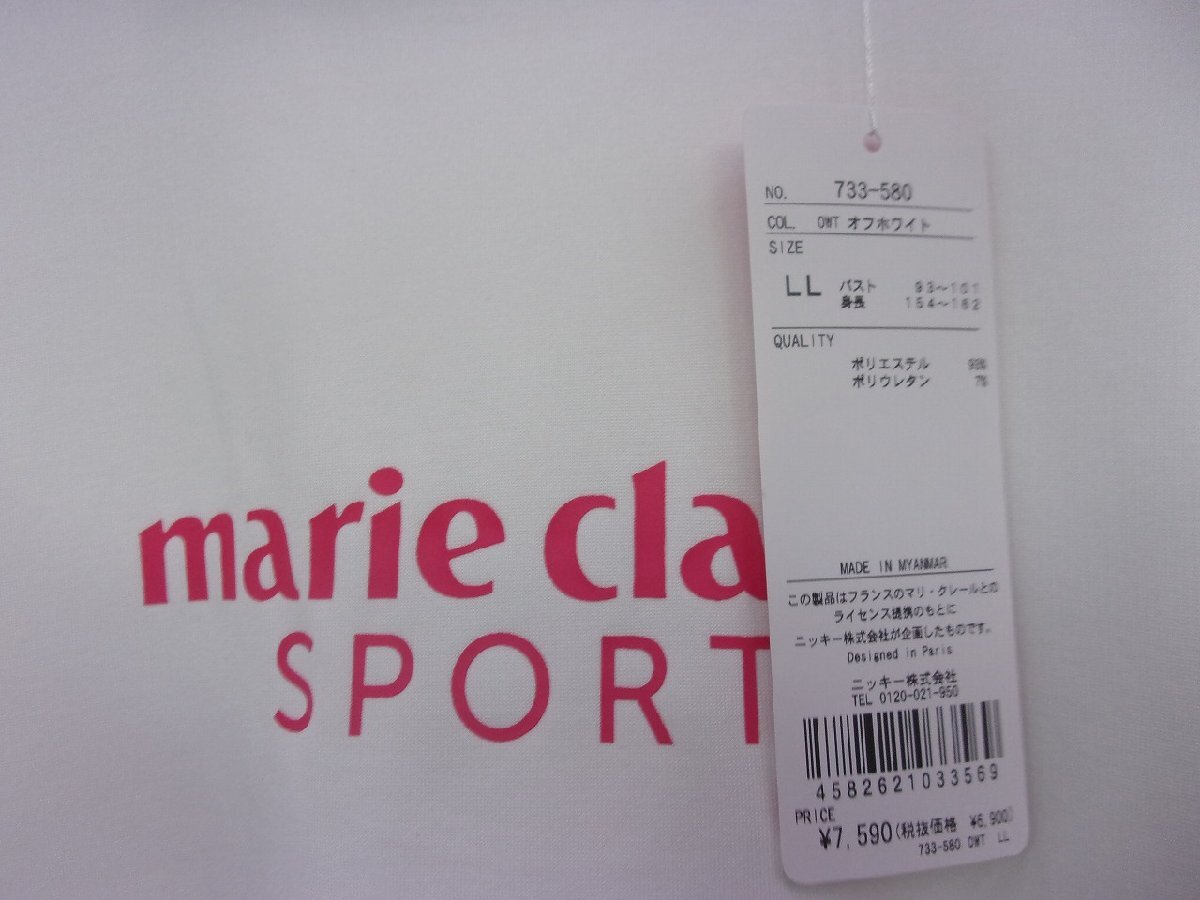 marie cla
SPORT
NO. 733-580
COL. OWT オフホワイト
SIZE
LL バスト 93～101
身長 154～162
QUALITY
ポリエステル 93%
ポリウレタン 7%
MADE IN MYANMAR
この製品はフランスのマリ・クレールとの
ライセンス提携のもとに
ニッキー株式会社が企画したものです。
Designed in Paris
ニッキー株式会社
TEL 0120-021-950
4582621033569
PRICE
¥7,590(税抜価格 ¥6,900)
733-580 OWT LL